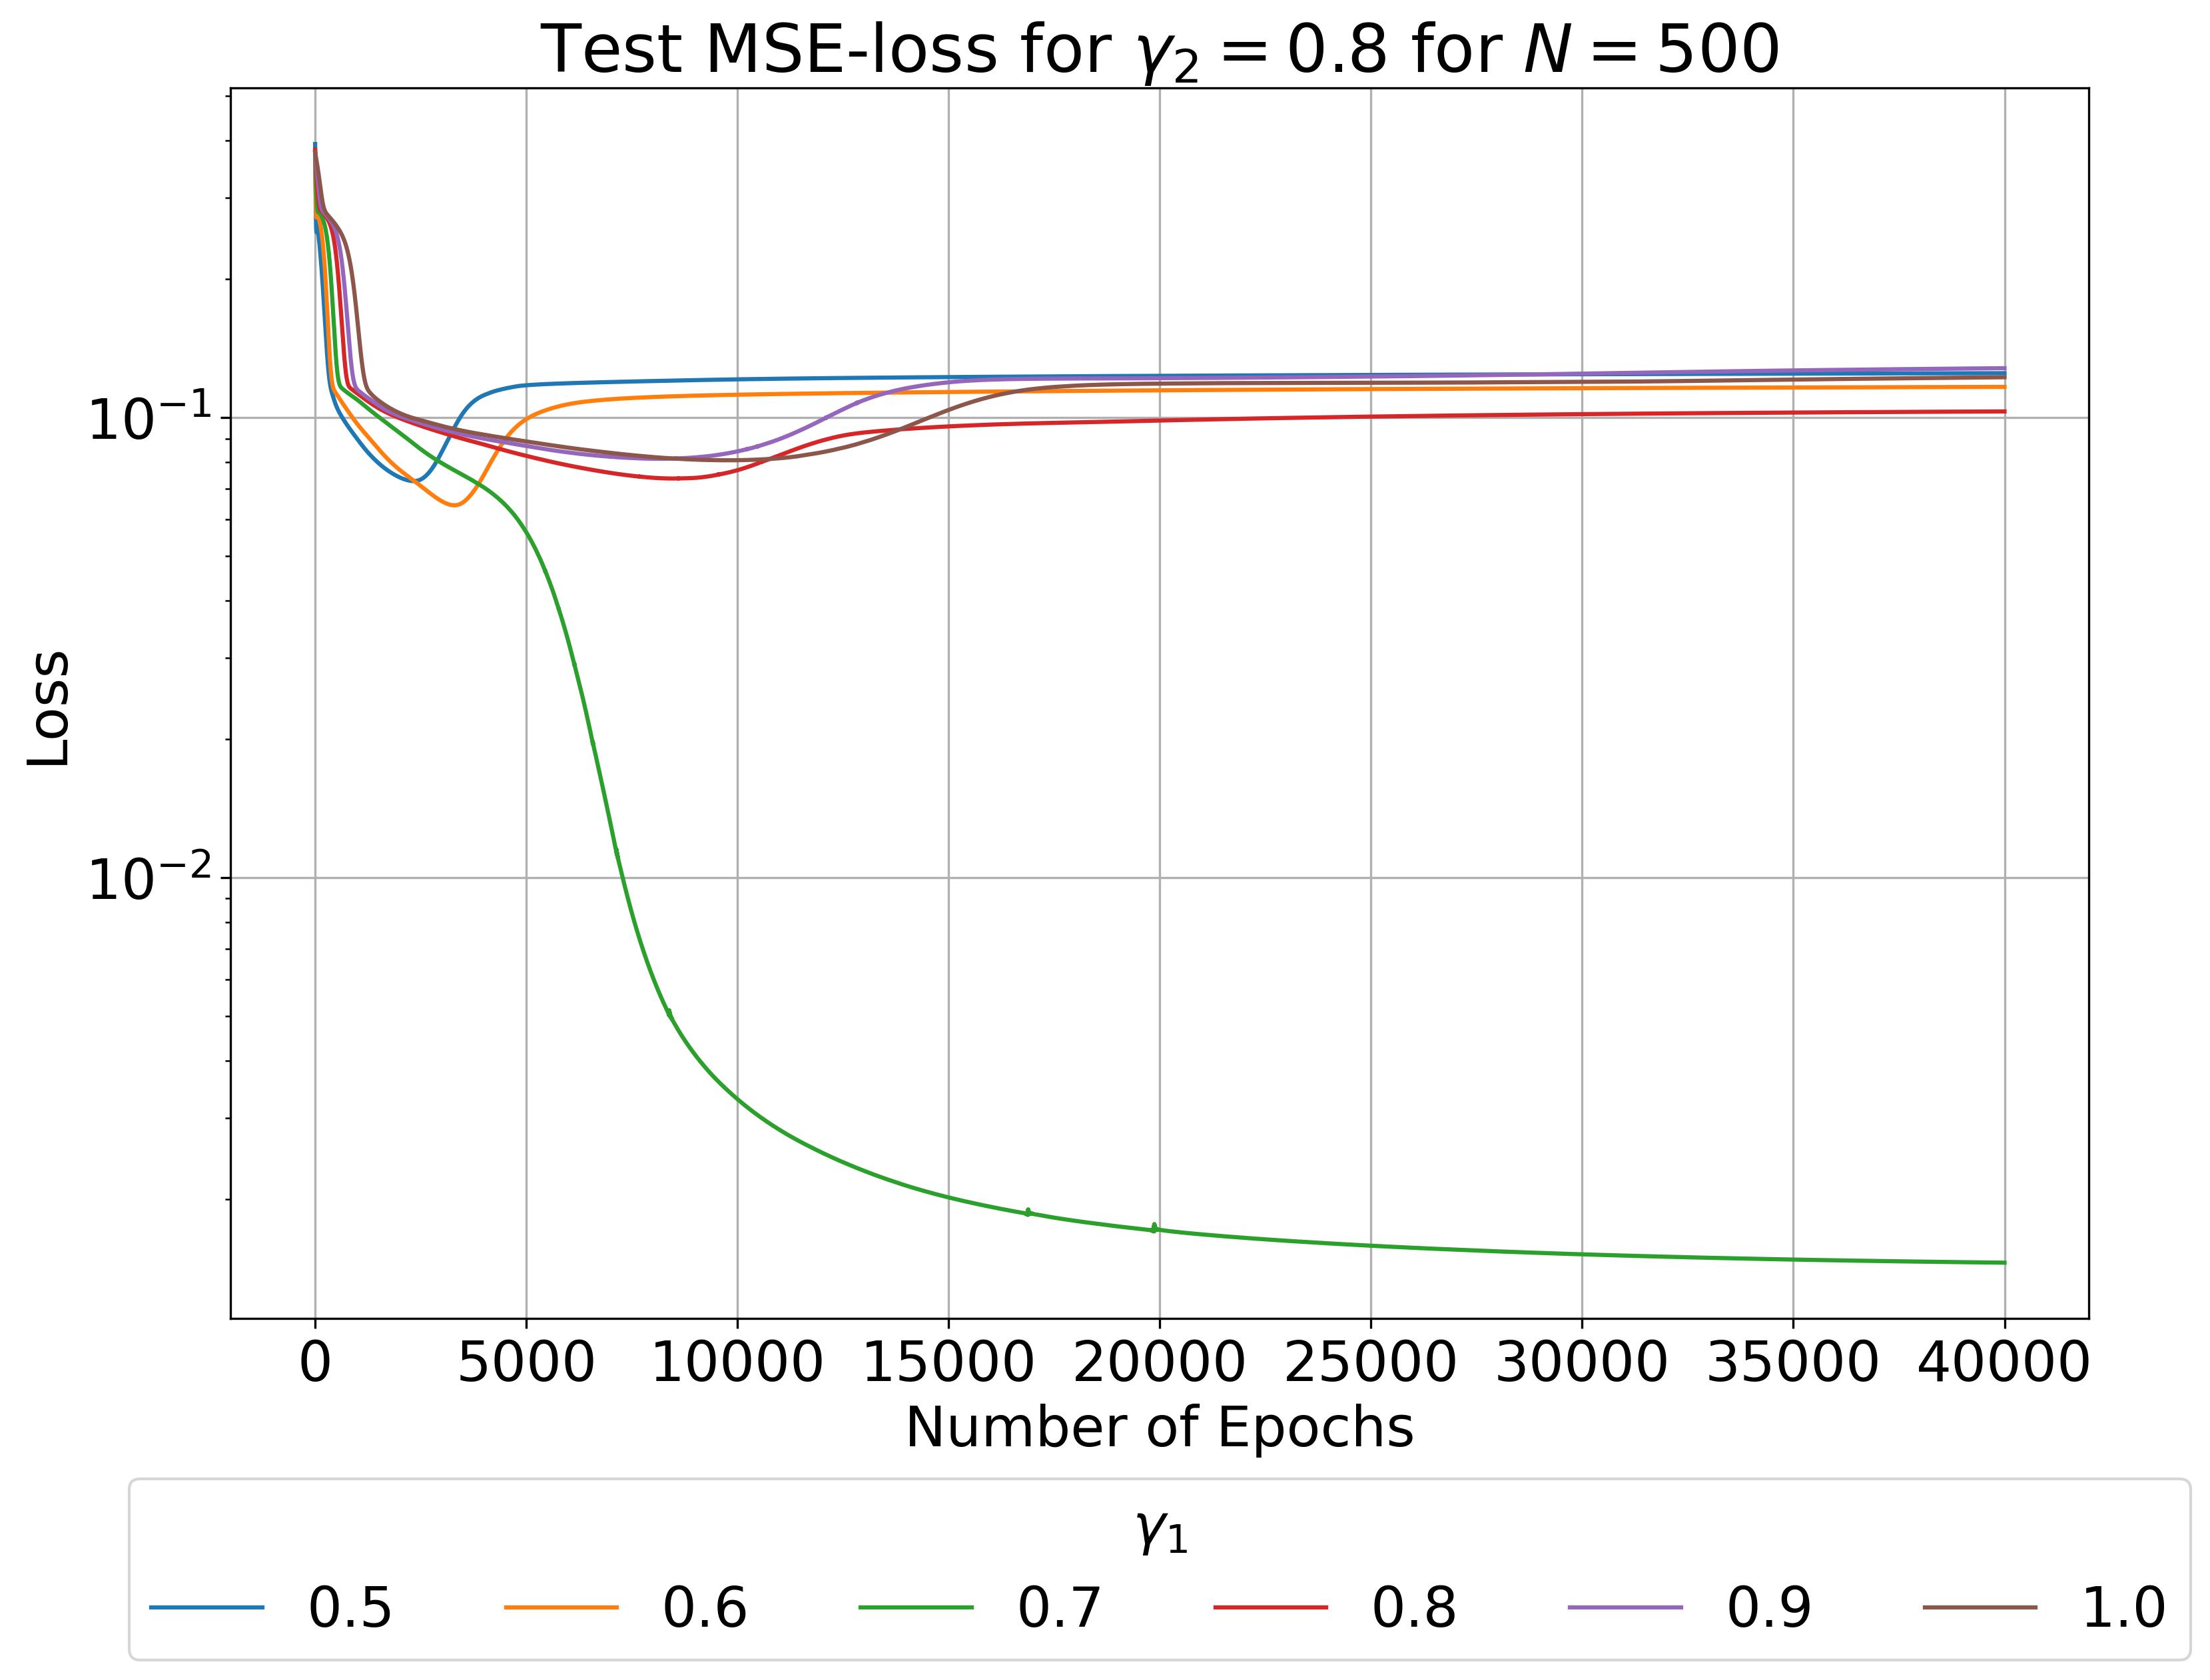 Test MSE-loss for γ₂ = 0.8 for N = 500
Loss
10⁻¹
10⁻²
0 5000 10000 15000 20000 25000 30000 35000 40000
Number of Epochs
γ₁
0.5 0.6 0.7 0.8 0.9 1.0